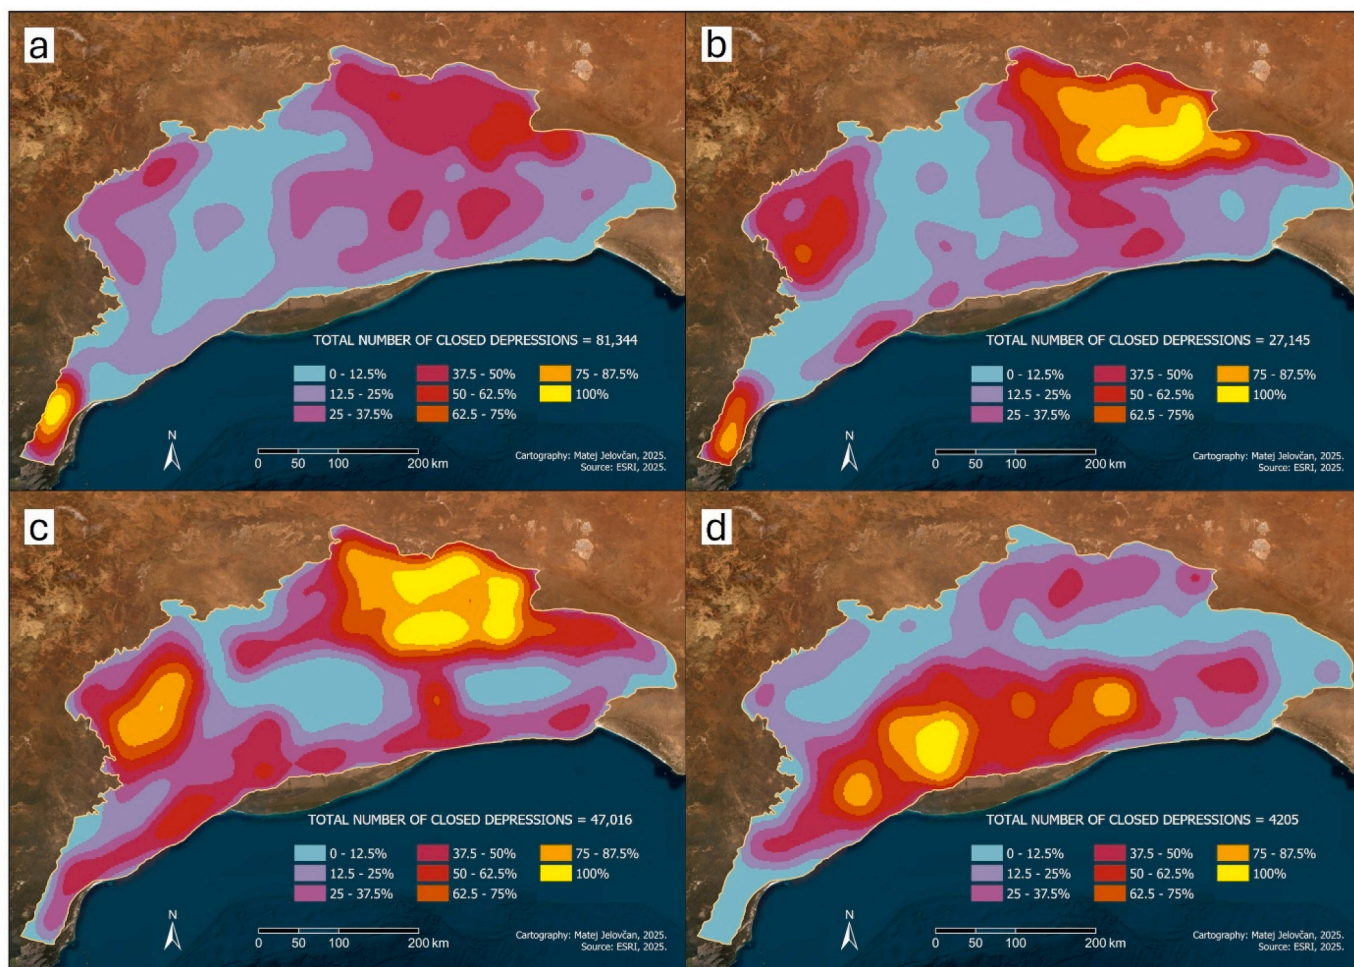 a
TOTAL NUMBER OF CLOSED DEPRESSIONS = 81,344
0 - 12.5%
37.5 - 50%
75 - 87.5%
12.5 - 25%
50 - 62.5%
100%
25 - 37.5%
62.5 - 75%
N
0 50 100 200 km
Cartography: Matej Jelovčan, 2025.
Source: ESRI, 2025.
b
TOTAL NUMBER OF CLOSED DEPRESSIONS = 27,145
0 - 12.5%
37.5 - 50%
75 - 87.5%
12.5 - 25%
50 - 62.5%
100%
25 - 37.5%
62.5 - 75%
N
0 50 100 200 km
Cartography: Matej Jelovčan, 2025.
Source: ESRI, 2025.
c
TOTAL NUMBER OF CLOSED DEPRESSIONS = 47,016
0 - 12.5%
37.5 - 50%
75 - 87.5%
12.5 - 25%
50 - 62.5%
100%
25 - 37.5%
62.5 - 75%
N
0 50 100 200 km
Cartography: Matej Jelovčan, 2025.
Source: ESRI, 2025.
d
TOTAL NUMBER OF CLOSED DEPRESSIONS = 4205
0 - 12.5%
37.5 - 50%
75 - 87.5%
12.5 - 25%
50 - 62.5%
100%
25 - 37.5%
62.5 - 75%
N
0 50 100 200 km
Cartography: Matej Jelovčan, 2025.
Source: ESRI, 2025.